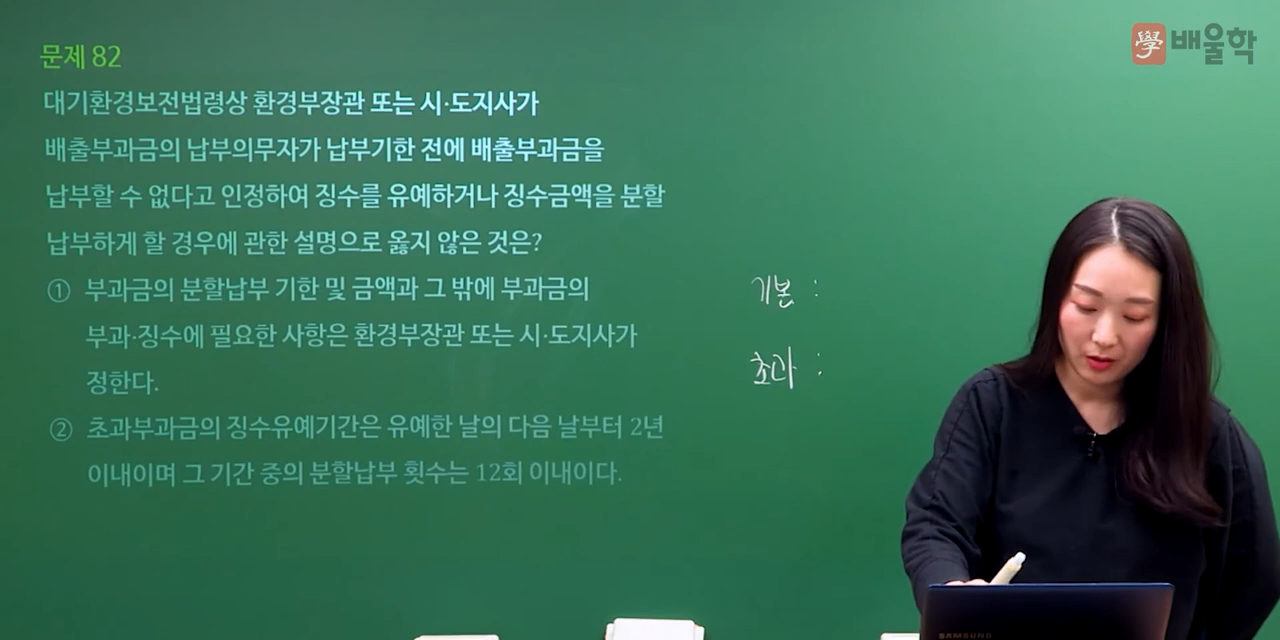 學 배울학
문제 82
대기환경보전법령상 환경부장관 또는 시·도지사가
배출부과금의 납부의무자가 납부기한 전에 배출부과금을
납부할 수 없다고 인정하여 징수를 유예하거나 징수금액을 분할
납부하게 할 경우에 관한 설명으로 옳지 않은 것은?
① 부과금의 분할납부 기한 및 금액과 그 밖에 부과금의
부과·징수에 필요한 사항은 환경부장관 또는 시·도지사가
정한다.
② 초과부과금의 징수유예기간은 유예한 날의 다음 날부터 2년
이내이며 그 기간 중의 분할납부 횟수는 12회 이내이다.
기본 :
초과 :
SAMSUNG